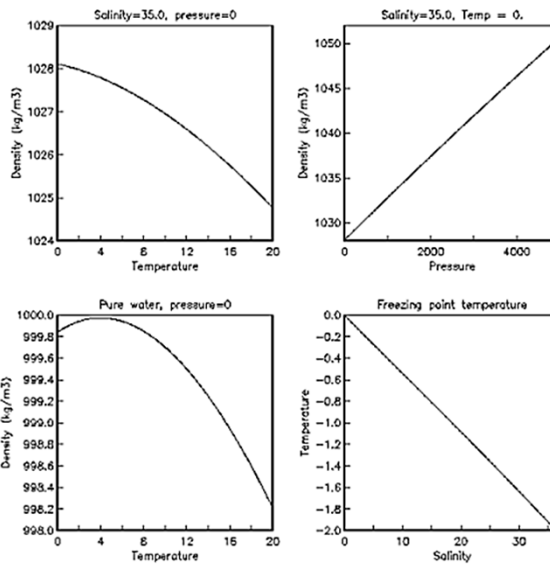 Salinity=35.0, pressure=0
1029
1028
1027
1026
1025
1024
Density (kg/m3)
0 4 8 12 16 20
Temperature
Salinity=35.0, Temp = 0.
1050
1045
1040
1035
1030
Density (kg/m3)
0 2000 4000
Pressure
Pure water, pressure=0
1000.0
999.8
999.6
999.4
999.2
999.0
998.8
998.6
998.4
998.2
998.0
Density (kg/m3)
0 4 8 12 16 20
Temperature
Freezing point temperature
0.0
-0.2
-0.4
-0.6
-0.8
-1.0
-1.2
-1.4
-1.6
-1.8
-2.0
Temperature
0 10 20 30
Salinity